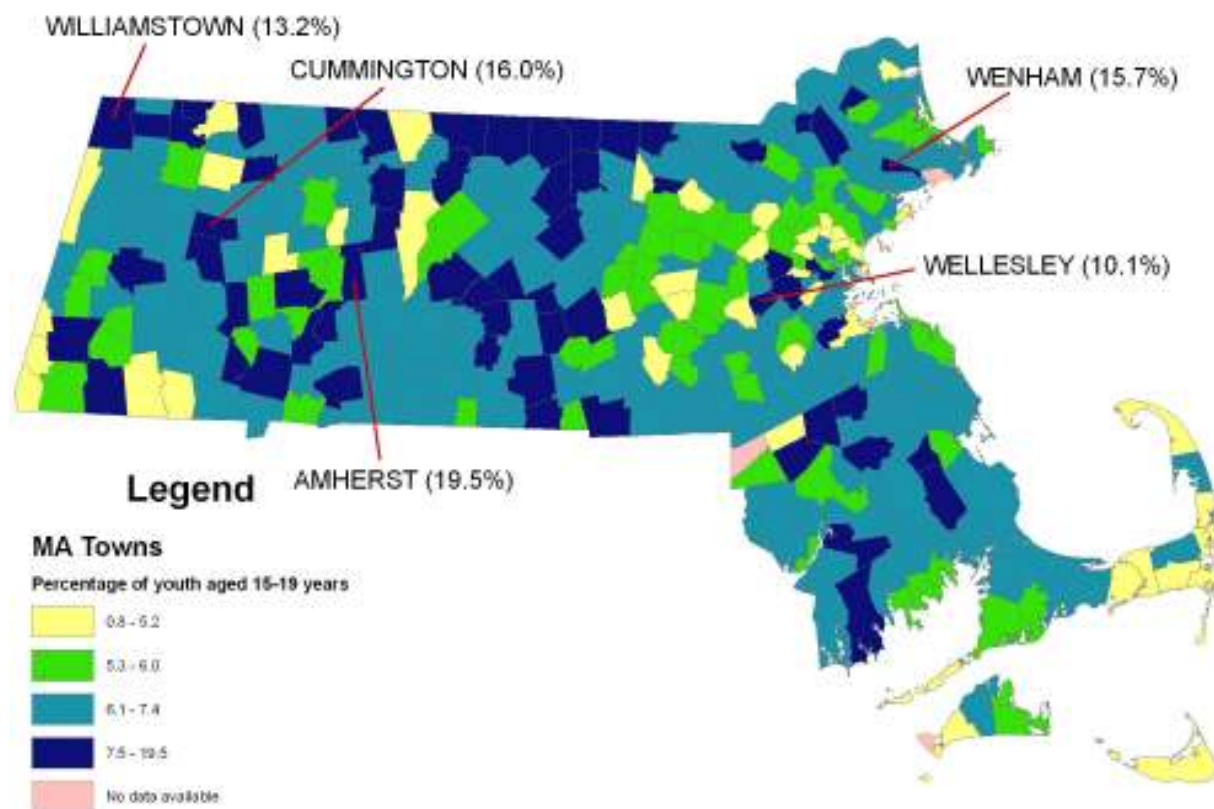 WILLIAMSTOWN (13.2%)
CUMMINGTON (16.0%)
WENHAM (15.7%)
WELLESLEY (10.1%)
AMHERST (19.5%)
Legend
MA Towns
Percentage of youth aged 15-19 years
0.8 - 5.2
5.3 - 6.0
6.1 - 7.4
7.5 - 19.5
No data available